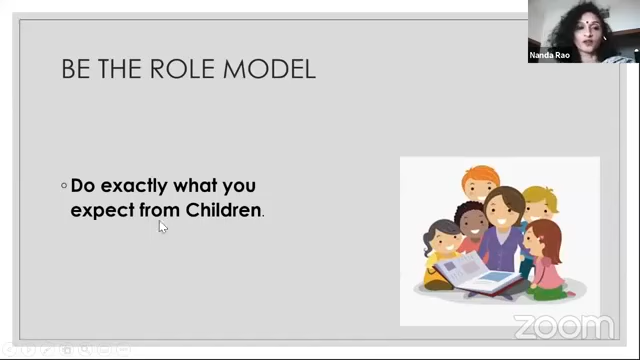 Nanda Rao
BE THE ROLE MODEL
Do exactly what you
expect from Children.
zoom